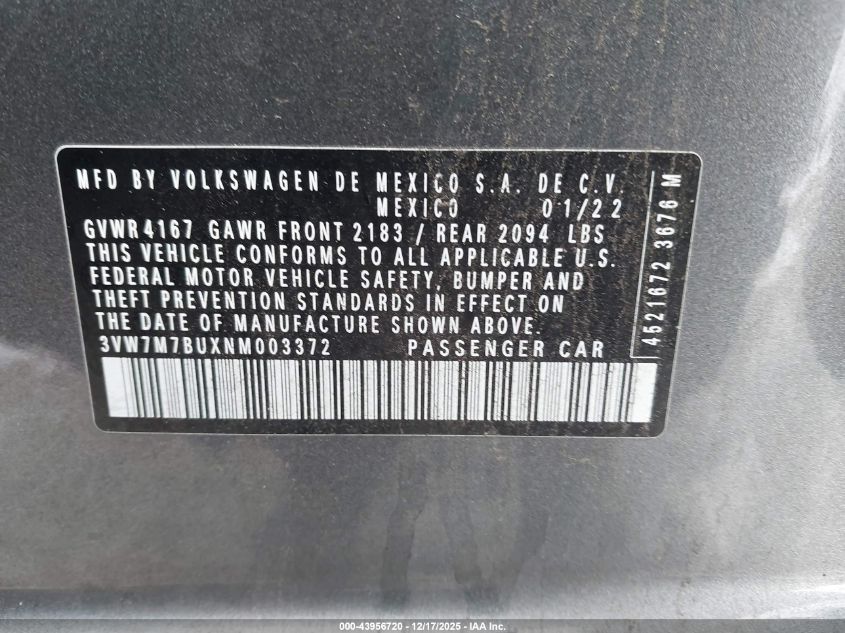 MFD BY VOLKSWAGEN DE MEXICO S.A. DE C.V.
MEXICO 01/22
GVWR 4167 GAWR FRONT 2183 / REAR 2094 LBS
THIS VEHICLE CONFORMS TO ALL APPLICABLE U.S.
FEDERAL MOTOR VEHICLE SAFETY, BUMPER AND
THEFT PREVENTION STANDARDS IN EFFECT ON
THE DATE OF MANUFACTURE SHOWN ABOVE.
3VW7M7BUXNM003372 PASSENGER CAR
4521672 3676 M
000-43956720 - 12/17/2025 - IAA Inc.